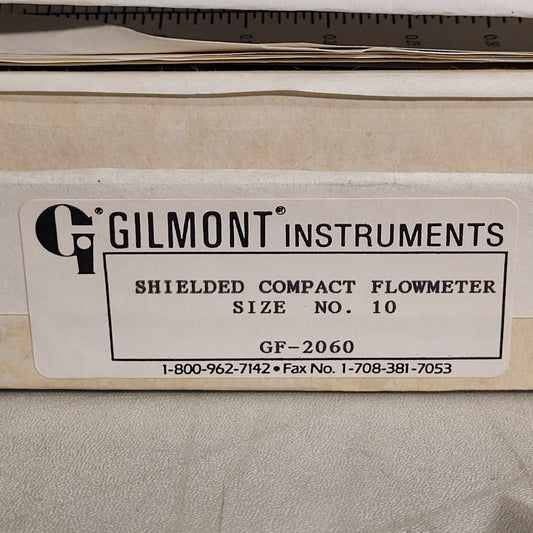 Gi® GILMONT® INSTRUMENTS
SHIELDED COMPACT FLOWMETER
SIZE NO. 10
GF-2060
1-800-962-7142 • Fax No. 1-708-381-7053